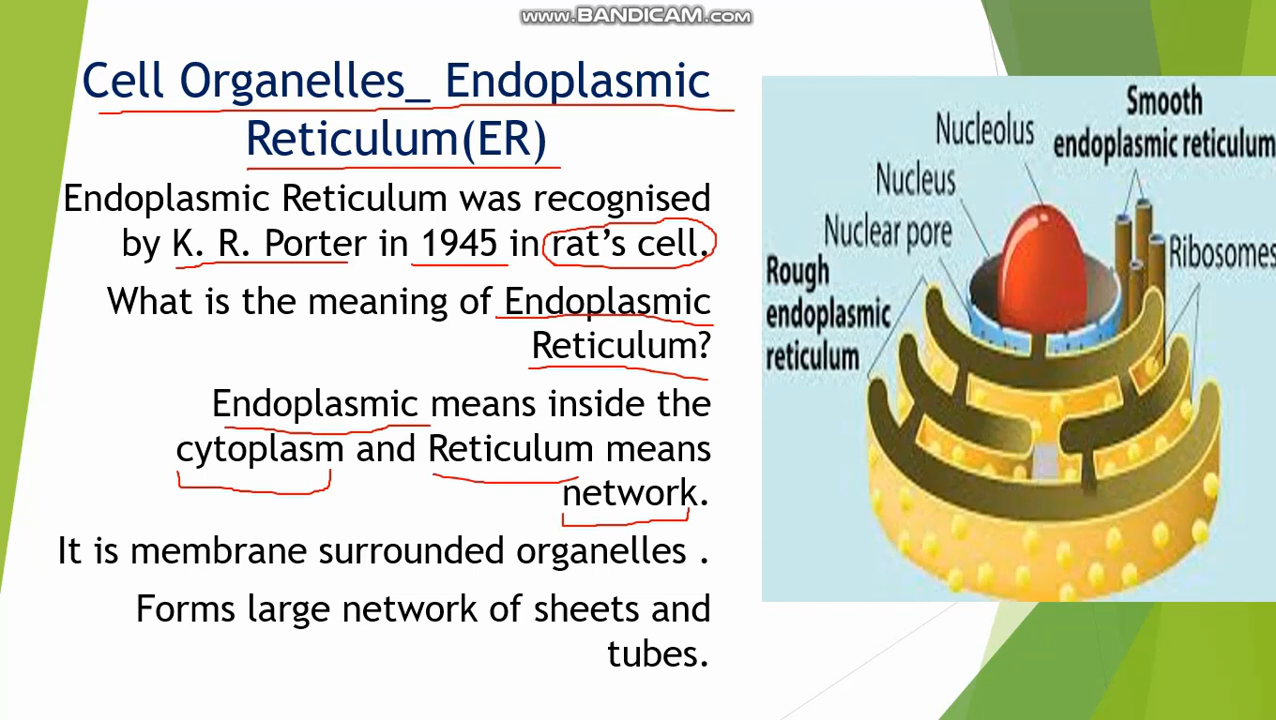 www.BANDICAM.com
Cell Organelles_ Endoplasmic
Reticulum(ER)
Endoplasmic Reticulum was recognised
by K. R. Porter in 1945 in rat’s cell.
What is the meaning of Endoplasmic
Reticulum?
Endoplasmic means inside the
cytoplasm and Reticulum means
network.
It is membrane surrounded organelles .
Forms large network of sheets and
tubes.
Smooth
endoplasmic reticulum
Nucleolus
Nucleus
Nuclear pore
Ribosomes
Rough
endoplasmic
reticulum